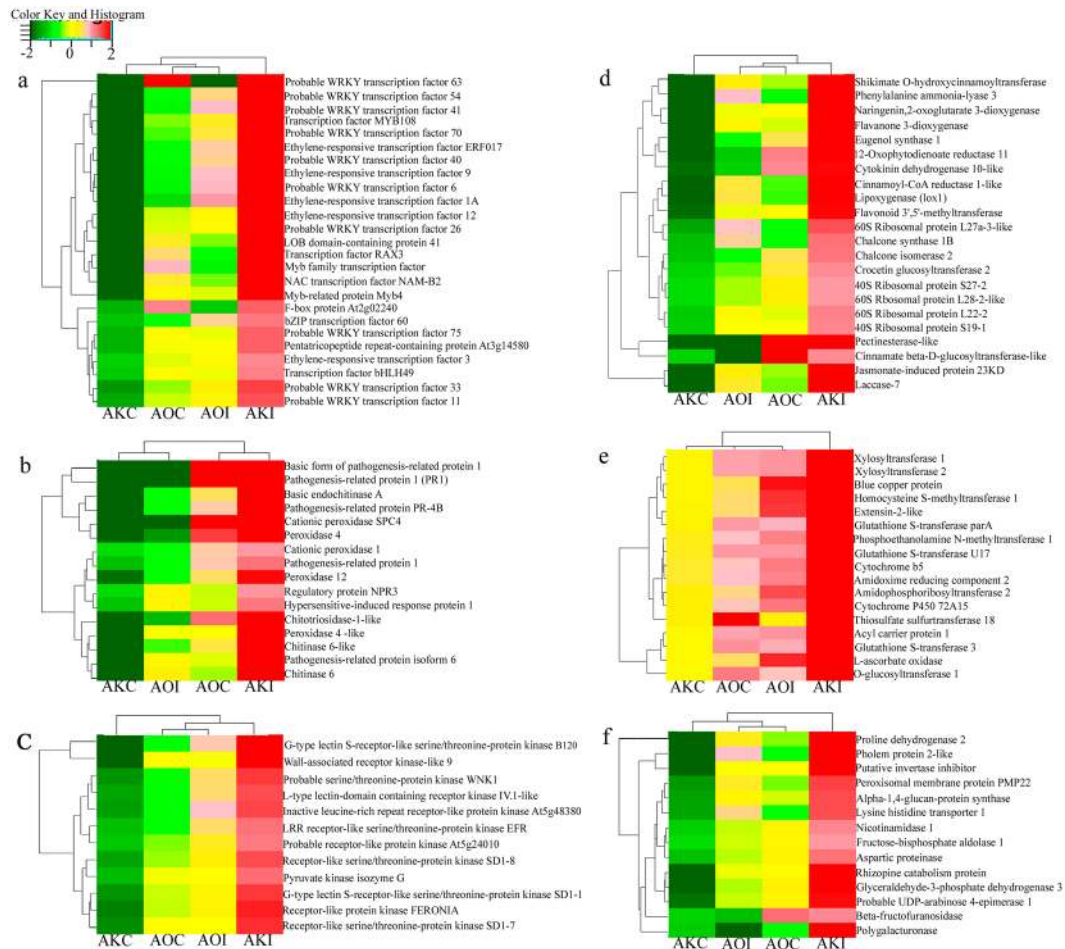 Color Key and Histogram
-2 0 2
a
Probable WRKY transcription factor 63
Probable WRKY transcription factor 54
Probable WRKY transcription factor 41
Transcription factor MYB108
Probable WRKY transcription factor 70
Ethylene-responsive transcription factor ERF017
Probable WRKY transcription factor 40
Ethylene-responsive transcription factor 9
Probable WRKY transcription factor 6
Ethylene-responsive transcription factor 1A
Ethylene-responsive transcription factor 12
Probable WRKY transcription factor 26
LOB domain-containing protein 41
Transcription factor RAX3
Myb family transcription factor
NAC transcription factor NAM-B2
Myb-related protein Myb4
F-box protein At2g02240
bZIP transcription factor 60
Probable WRKY transcription factor 75
Pentatricopeptide repeat-containing protein At3g14580
Ethylene-responsive transcription factor 3
Transcription factor bHLH49
Probable WRKY transcription factor 33
Probable WRKY transcription factor 11
AKC AOC AOI AKI
b
Basic form of pathogenesis-related protein 1
Pathogenesis-related protein 1 (PR1)
Basic endochitinase A
Pathogenesis-related protein PR-4B
Cationic peroxidase SPC4
Peroxidase 4
Cationic peroxidase 1
Pathogenesis-related protein 1
Peroxidase 12
Regulatory protein NPR3
Hypersensitive-induced response protein 1
Chitotriosidase-1-like
Peroxidase 4 -like
Chitinase 6-like
Pathogenesis-related protein isoform 6
Chitinase 6
AKC AOI AOC AKI
C
G-type lectin S-receptor-like serine/threonine-protein kinase B120
Wall-associated receptor kinase-like 9
Probable serine/threonine-protein kinase WNK1
L-type lectin-domain containing receptor kinase IV.1-like
Inactive leucine-rich repeat receptor-like protein kinase At5g48380
LRR receptor-like serine/threonine-protein kinase EFR
Probable receptor-like protein kinase At5g24010
Receptor-like serine/threonine-protein kinase SD1-8
Pyruvate kinase isozyme G
G-type lectin S-receptor-like serine/threonine-protein kinase SD1-1
Receptor-like protein kinase FERONIA
Receptor-like serine/threonine-protein kinase SD1-7
AKC AOC AOI AKI
d
Shikimate O-hydroxycinnamoyltransferase
Phenylalanine ammonia-lyase 3
Naringenin,2-oxoglutarate 3-dioxygenase
Flavanone 3-dioxygenase
Eugenol synthase 1
12-Oxophytodienoate reductase 11
Cytokinin dehydrogenase 10-like
Cinnamoyl-CoA reductase 1-like
Lipoxygenase (lox1)
Flavonoid 3',5'-methyltransferase
60S Ribosomal protein L27a-3-like
Chalcone synthase 1B
Chalcone isomerase 2
Crocetin glucosyltransferase 2
40S Ribosomal protein S27-2
60S Rbosomal protein L28-2-like
60S Ribosomal protein L22-2
40S Ribosomal protein S19-1
Pectinesterase-like
Cinnamate beta-D-glucosyltransferase-like
Jasmonate-induced protein 23KD
Laccase-7
AKC AOI AOC AKI
e
Xylosyltransferase 1
Xylosyltransferase 2
Blue copper protein
Homocysteine S-methyltransferase 1
Extensin-2-like
Glutathione S-transferase parA
Phosphoethanolamine N-methyltransferase 1
Glutathione S-transferase U17
Cytochrome b5
Amidoxime reducing component 2
Amidophosphoribosyltransferase 2
Cytochrome P450 72A15
Thiosulfate sulfurtransferase 18
Acyl carrier protein 1
Glutathione S-transferase 3
L-ascorbate oxidase
O-glucosyltransferase 1
AKC AOC AOI AKI
f
Proline dehydrogenase 2
Pholem protein 2-like
Putative invertase inhibitor
Peroxisomal membrane protein PMP22
Alpha-1,4-glucan-protein synthase
Lysine histidine transporter 1
Nicotinamidase 1
Fructose-bisphosphate aldolase 1
Aspartic proteinase
Rhizopine catabolism protein
Glyceraldehyde-3-phosphate dehydrogenase 3
Probable UDP-arabinose 4-epimerase 1
Beta-fructofuranosidase
Polygalacturonase
AKC AOI AOC AKI